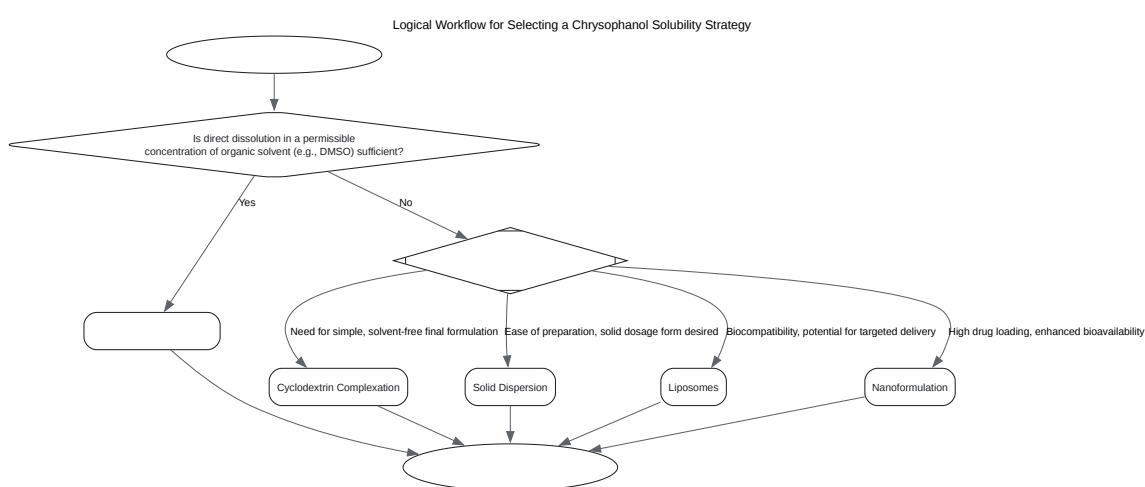 Logical Workflow for Selecting a Chrysophanol Solubility Strategy
Is direct dissolution in a permissible
concentration of organic solvent (e.g., DMSO) sufficient?
Yes
No
Need for simple, solvent-free final formulation
Ease of preparation, solid dosage form desired
Biocompatibility, potential for targeted delivery
High drug loading, enhanced bioavailability
Cyclodextrin Complexation
Solid Dispersion
Liposomes
Nanoformulation